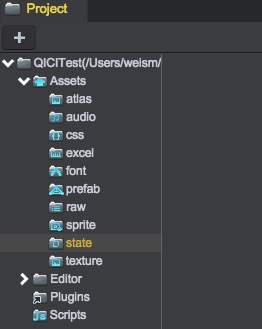 Project
+
QICITest(/Users/weism/
Assets
atlas
audio
css
excel
font
prefab
raw
sprite
state
texture
Editor
Plugins
Scripts